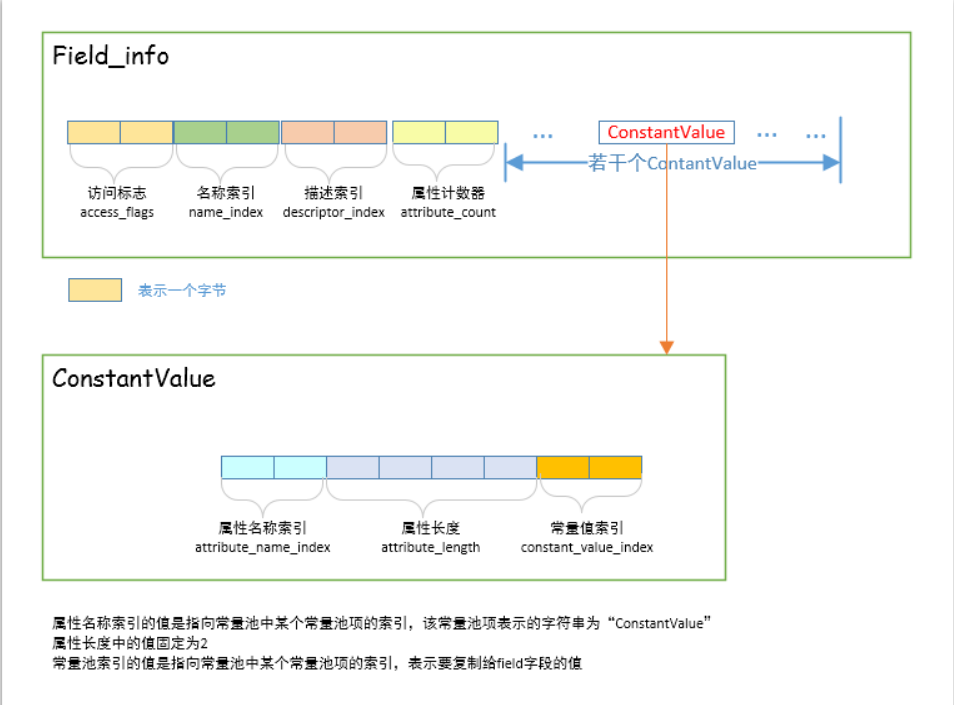 Field_info
... ConstantValue ... ...
若干个ContantValue
访问标志 名称索引 描述索引 属性计数器
access_flags name_index descriptor_index attribute_count
表示一个字节
ConstantValue
属性名称索引 属性长度 常量值索引
attribute_name_index attribute_length constant_value_index
属性名称索引的值是指向常量池中某个常量池项的索引，该常量池项表示的字符串为“ConstantValue”
属性长度中的值固定为2
常量池索引的值是指向常量池中某个常量池项的索引，表示要复制给field字段的值